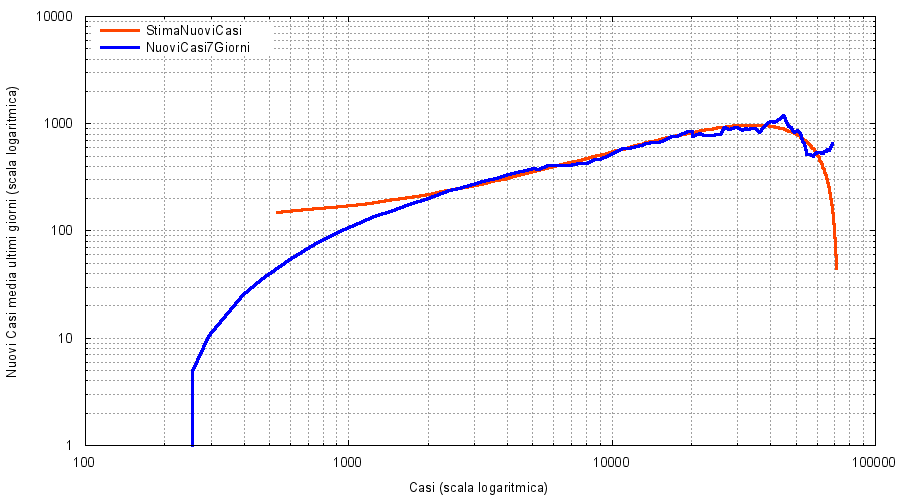 10000
StimaNuoviCasi
NuoviCasi7Giorni
1000
100
10
1
Nuovi Casi media ultimi giorni (scala logaritmica)
100 1000 10000 100000
Casi (scala logaritmica)